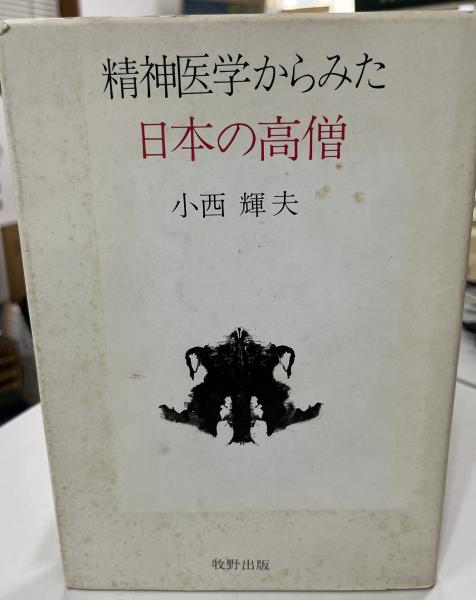 精神医学からみた
日本の高僧
小西 輝夫
牧野出版